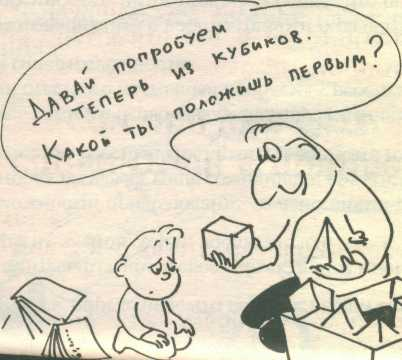 ДАВАЙ ПОПРОБУЕМ
ТЕПЕРЬ ИЗ КУБИКОВ.
КАКОЙ ТЫ ПОЛОЖИШЬ ПЕРВЫМ?